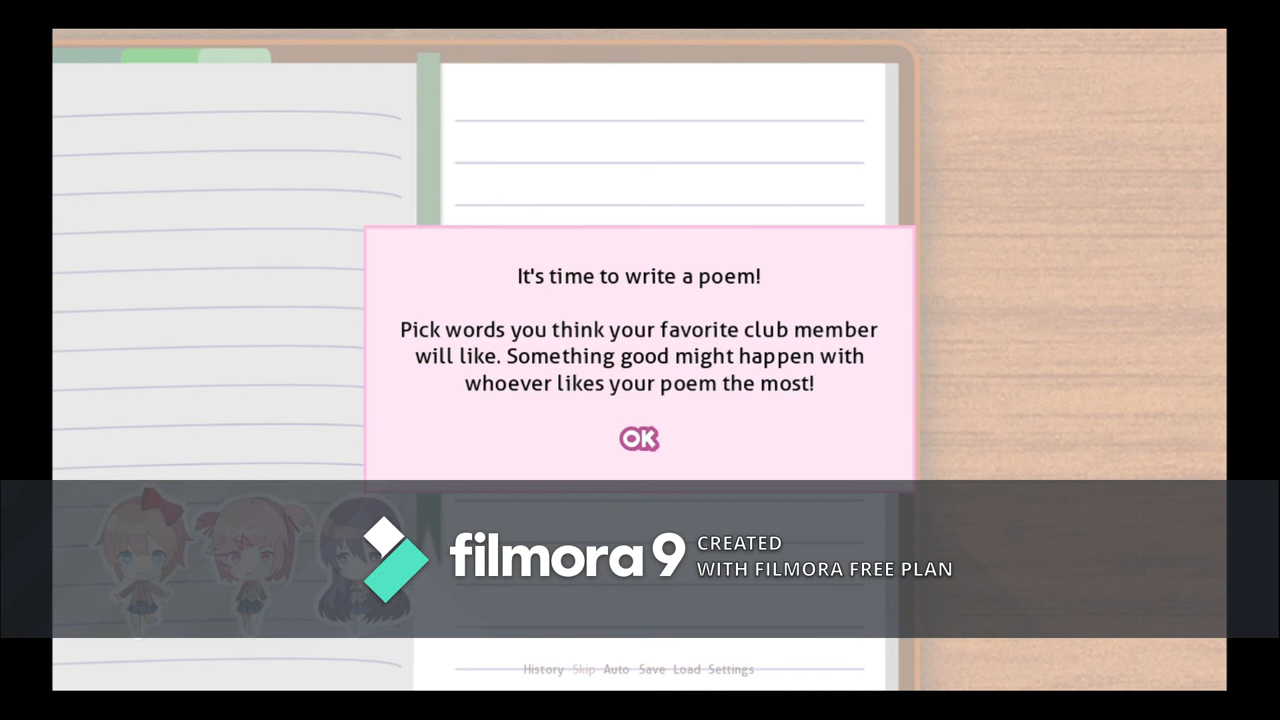 It's time to write a poem!
Pick words you think your favorite club member
will like. Something good might happen with
whoever likes your poem the most!
OK
filmora 9
CREATED
WITH FILMORA FREE PLAN
History Skip Auto Save Load Settings